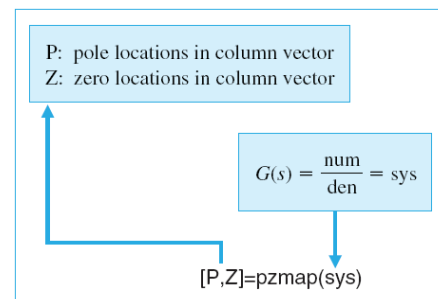 P: pole locations in column vector
Z: zero locations in column vector
G(s) = num/den = sys
[P,Z]=pzmap(sys)